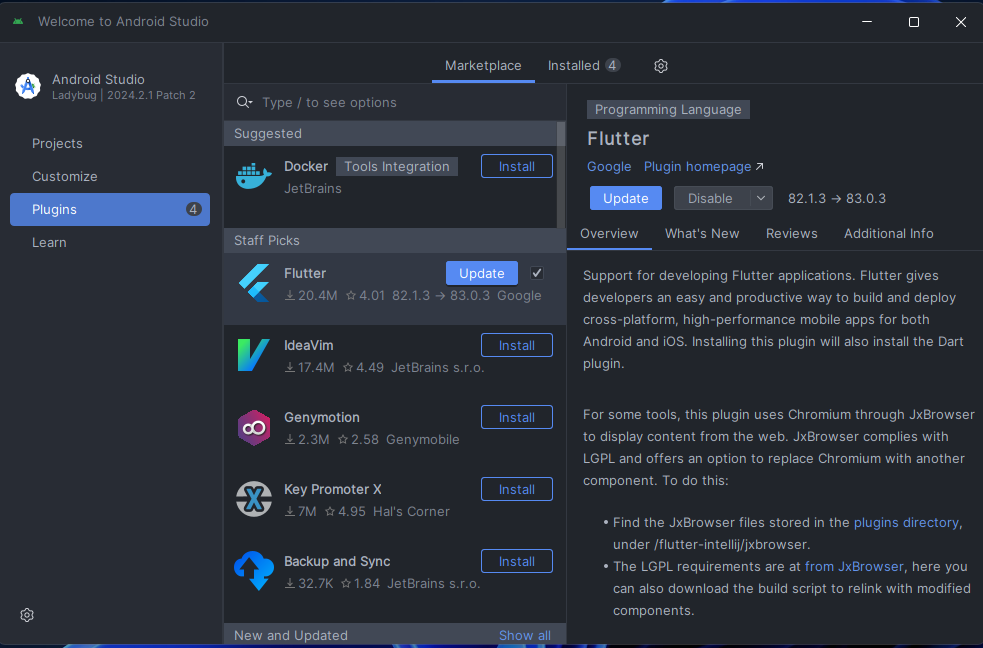 Welcome to Android Studio
Android Studio
Ladybug | 2024.2.1 Patch 2
Projects
Customize
Plugins 4
Learn
Marketplace Installed 4
Type / to see options
Suggested
Docker Tools Integration Install
JetBrains
Staff Picks
Flutter Update
20.4M 4.01 82.1.3 → 83.0.3 Google
IdeaVim Install
17.4M 4.49 JetBrains s.r.o.
Genymotion Install
2.3M 2.58 Genymobile
Key Promoter X Install
7M 4.95 Hal's Corner
Backup and Sync Install
32.7K 1.84 JetBrains s.r.o.
New and Updated Show all
Programming Language
Flutter
Google Plugin homepage ↗
Update Disable 82.1.3 → 83.0.3
Overview What's New Reviews Additional Info
Support for developing Flutter applications. Flutter gives
developers an easy and productive way to build and deploy
cross-platform, high-performance mobile apps for both
Android and iOS. Installing this plugin will also install the Dart
plugin.
For some tools, this plugin uses Chromium through JxBrowser
to display content from the web. JxBrowser complies with
LGPL and offers an option to replace Chromium with another
component. To do this:
• Find the JxBrowser files stored in the plugins directory,
under /flutter-intellij/jxbrowser.
• The LGPL requirements are at from JxBrowser, here you
can also download the build script to relink with modified
components.